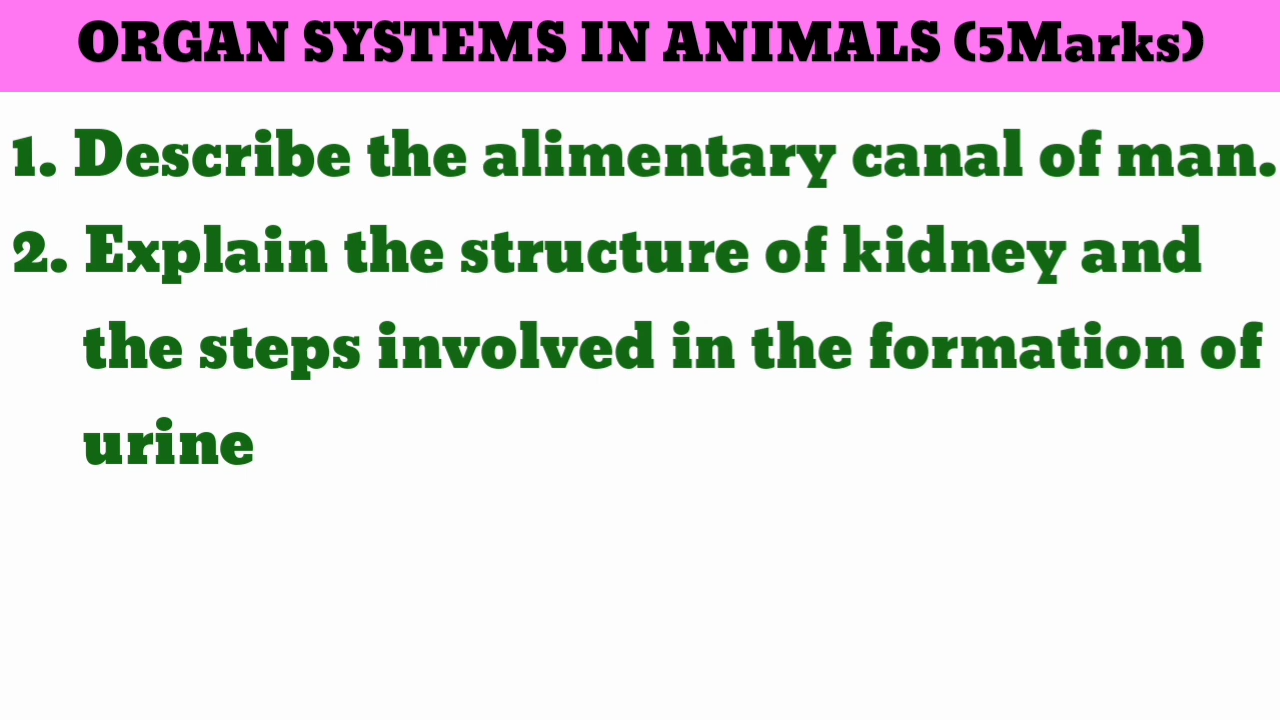 ORGAN SYSTEMS IN ANIMALS (5Marks)
1. Describe the alimentary canal of man.
2. Explain the structure of kidney and
the steps involved in the formation of
urine